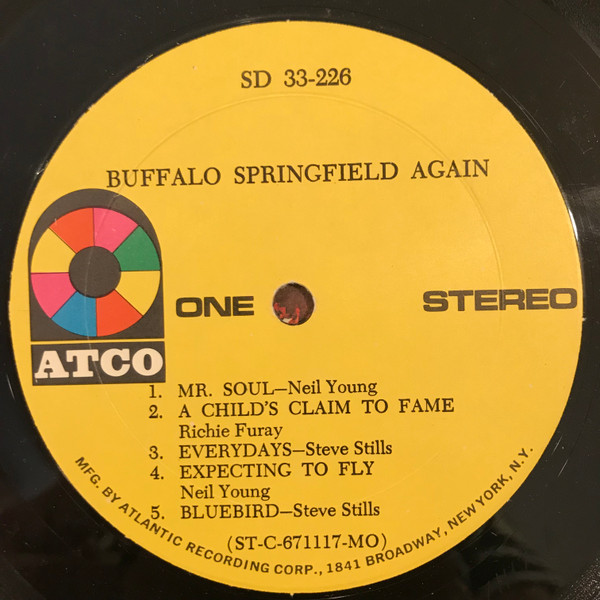 SD 33-226
BUFFALO SPRINGFIELD AGAIN
ONE STEREO
ATCO
1. MR. SOUL—Neil Young
2. A CHILD'S CLAIM TO FAME
Richie Furay
3. EVERYDAYS—Steve Stills
4. EXPECTING TO FLY
Neil Young
5. BLUEBIRD—Steve Stills
(ST-C-671117-MO)
MFG. BY ATLANTIC RECORDING CORP., 1841 BROADWAY, NEW YORK, N.Y.